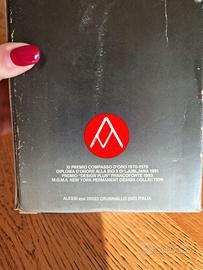 XI PREMIO COMPASSO D'ORO 1970-1979
DIPLOMA D'ONORE ALLA BIO 9 DI LJUBLJANA 1981
PREMIO "DESIGN PLUS" FRANCOFORTE 1983
M.O.M.A. NEW YORK PERMANENT DESIGN COLLECTION
ALESSI spa 28023 CRUSINALLO (NO) ITALIA